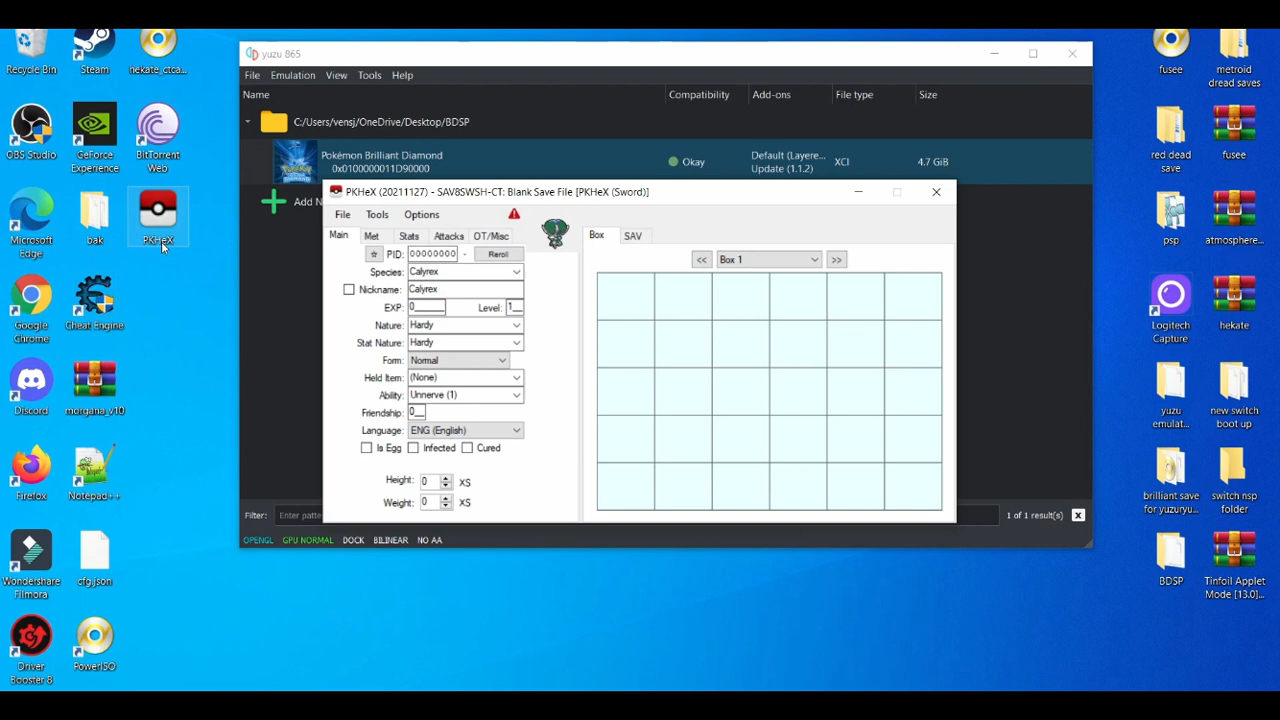 Recycle Bin
Steam
nekate_ctca...
OBS Studio
GeForce
Experience
BitTorrent
Web
Microsoft
Edge
bak
PKHeX
Google
Chrome
Cheat Engine
Discord
morgana_v10
Firefox
Notepad++
Wondershare
Filmora
cfg.json
Driver
Booster 8
PowerISO
yuzu 865
File Emulation View Tools Help
Name Compatibility Add-ons File type Size
C:/Users/vensj/OneDrive/Desktop/BDSP
Pokémon Brilliant Diamond
0x0100000011D90000
Okay
Default (Layere...
Update (1.1.2)
XCI
4.7 GiB
Add N
PKHeX (20211127) - SAV8SWSH-CT: Blank Save File [PKHeX (Sword)]
File Tools Options
Main Met Stats Attacks OT/Misc
PID: 00000000 - Reroll
Species: Calyrex
Nickname: Calyrex
EXP: 0 Level: 1
Nature: Hardy
Stat Nature: Hardy
Form: Normal
Held Item: (None)
Ability: Unnerve (1)
Friendship: 0
Language: ENG (English)
Is Egg Infected Cured
Height: 0 XS
Weight: 0 XS
Box SAV
<< Box 1 >>
Filter: Enter patte
1 of 1 result(s) x
OPENGL GPU NORMAL DOCK BILINEAR NO AA
fusee
metroid
dread saves
red dead
save
fusee
psp
atmosphere...
Logitech
Capture
hekate
yuzu
emulat...
new switch
boot up
brilliant save
for yuzuryu...
switch nsp
folder
BDSP
Tinfoil Applet
Mode [13.0]...